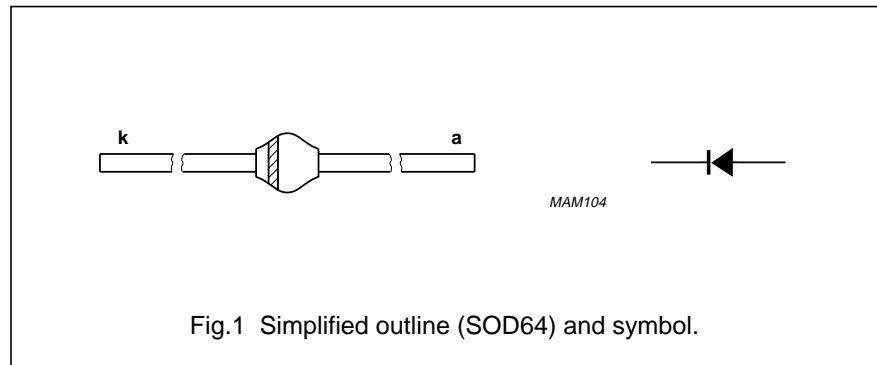 k
a
MAM104
Fig.1 Simplified outline (SOD64) and symbol.